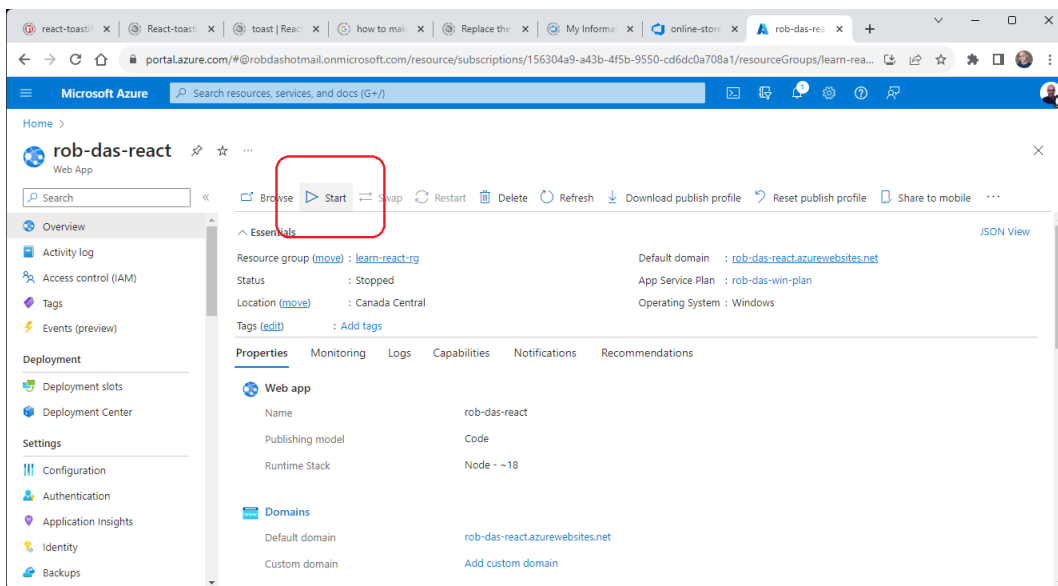 react-toastif
React-toasti
toast | Reac
how to mak
Replace the
My Informat
online-store
rob-das-rea
portal.azure.com/#@robdashotmail.onmicrosoft.com/resource/subscriptions/156304a9-a43b-4f5b-9550-cd6dc0a708a1/resourceGroups/learn-rea...
Microsoft Azure
Search resources, services, and docs (G+/)
1
Home >
rob-das-react
Web App
Search
«
Browse
Start
Swap
Restart
Delete
Refresh
Download publish profile
Reset publish profile
Share to mobile
Overview
Activity log
Access control (IAM)
Tags
Events (preview)
Deployment
Deployment slots
Deployment Center
Settings
Configuration
Authentication
Application Insights
Identity
Backups
Essentials
JSON View
Resource group (move) : learn-react-rg
Default domain : rob-das-react.azurewebsites.net
Status : Stopped
App Service Plan : rob-das-win-plan
Location (move) : Canada Central
Operating System : Windows
Tags (edit) : Add tags
Properties
Monitoring
Logs
Capabilities
Notifications
Recommendations
Web app
Name rob-das-react
Publishing model Code
Runtime Stack Node - ~18
Domains
Default domain rob-das-react.azurewebsites.net
Custom domain Add custom domain